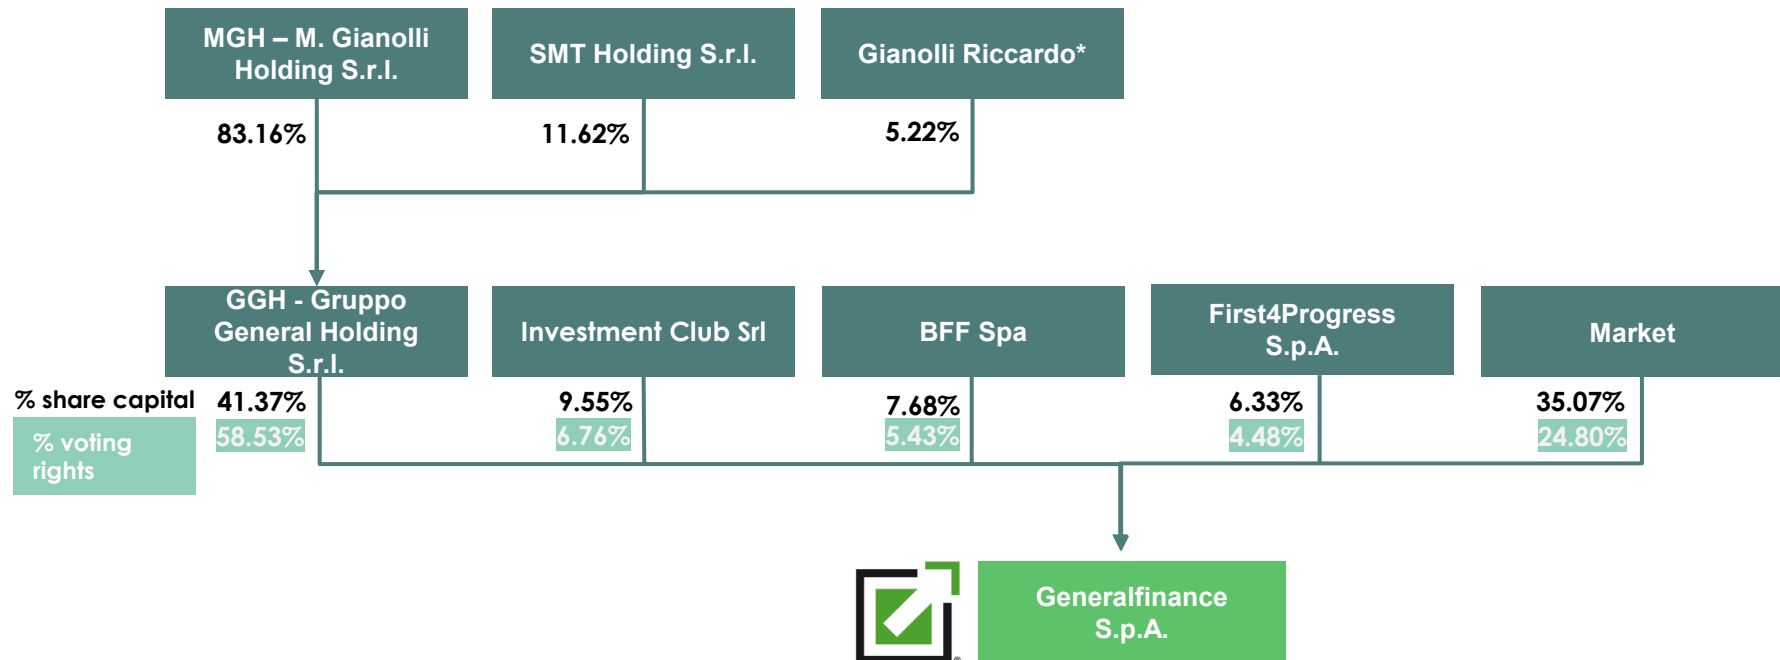 MGH – M. Gianolli
Holding S.r.l.
SMT Holding S.r.l.
Gianolli Riccardo*
83.16%
11.62%
5.22%
GGH - Gruppo
General Holding
S.r.l.
Investment Club Srl
BFF Spa
First4Progress
S.p.A.
Market
% share capital
41.37%
9.55%
7.68%
6.33%
35.07%
% voting
rights
58.53%
6.76%
5.43%
4.48%
24.80%
Generalfinance
S.p.A.
®